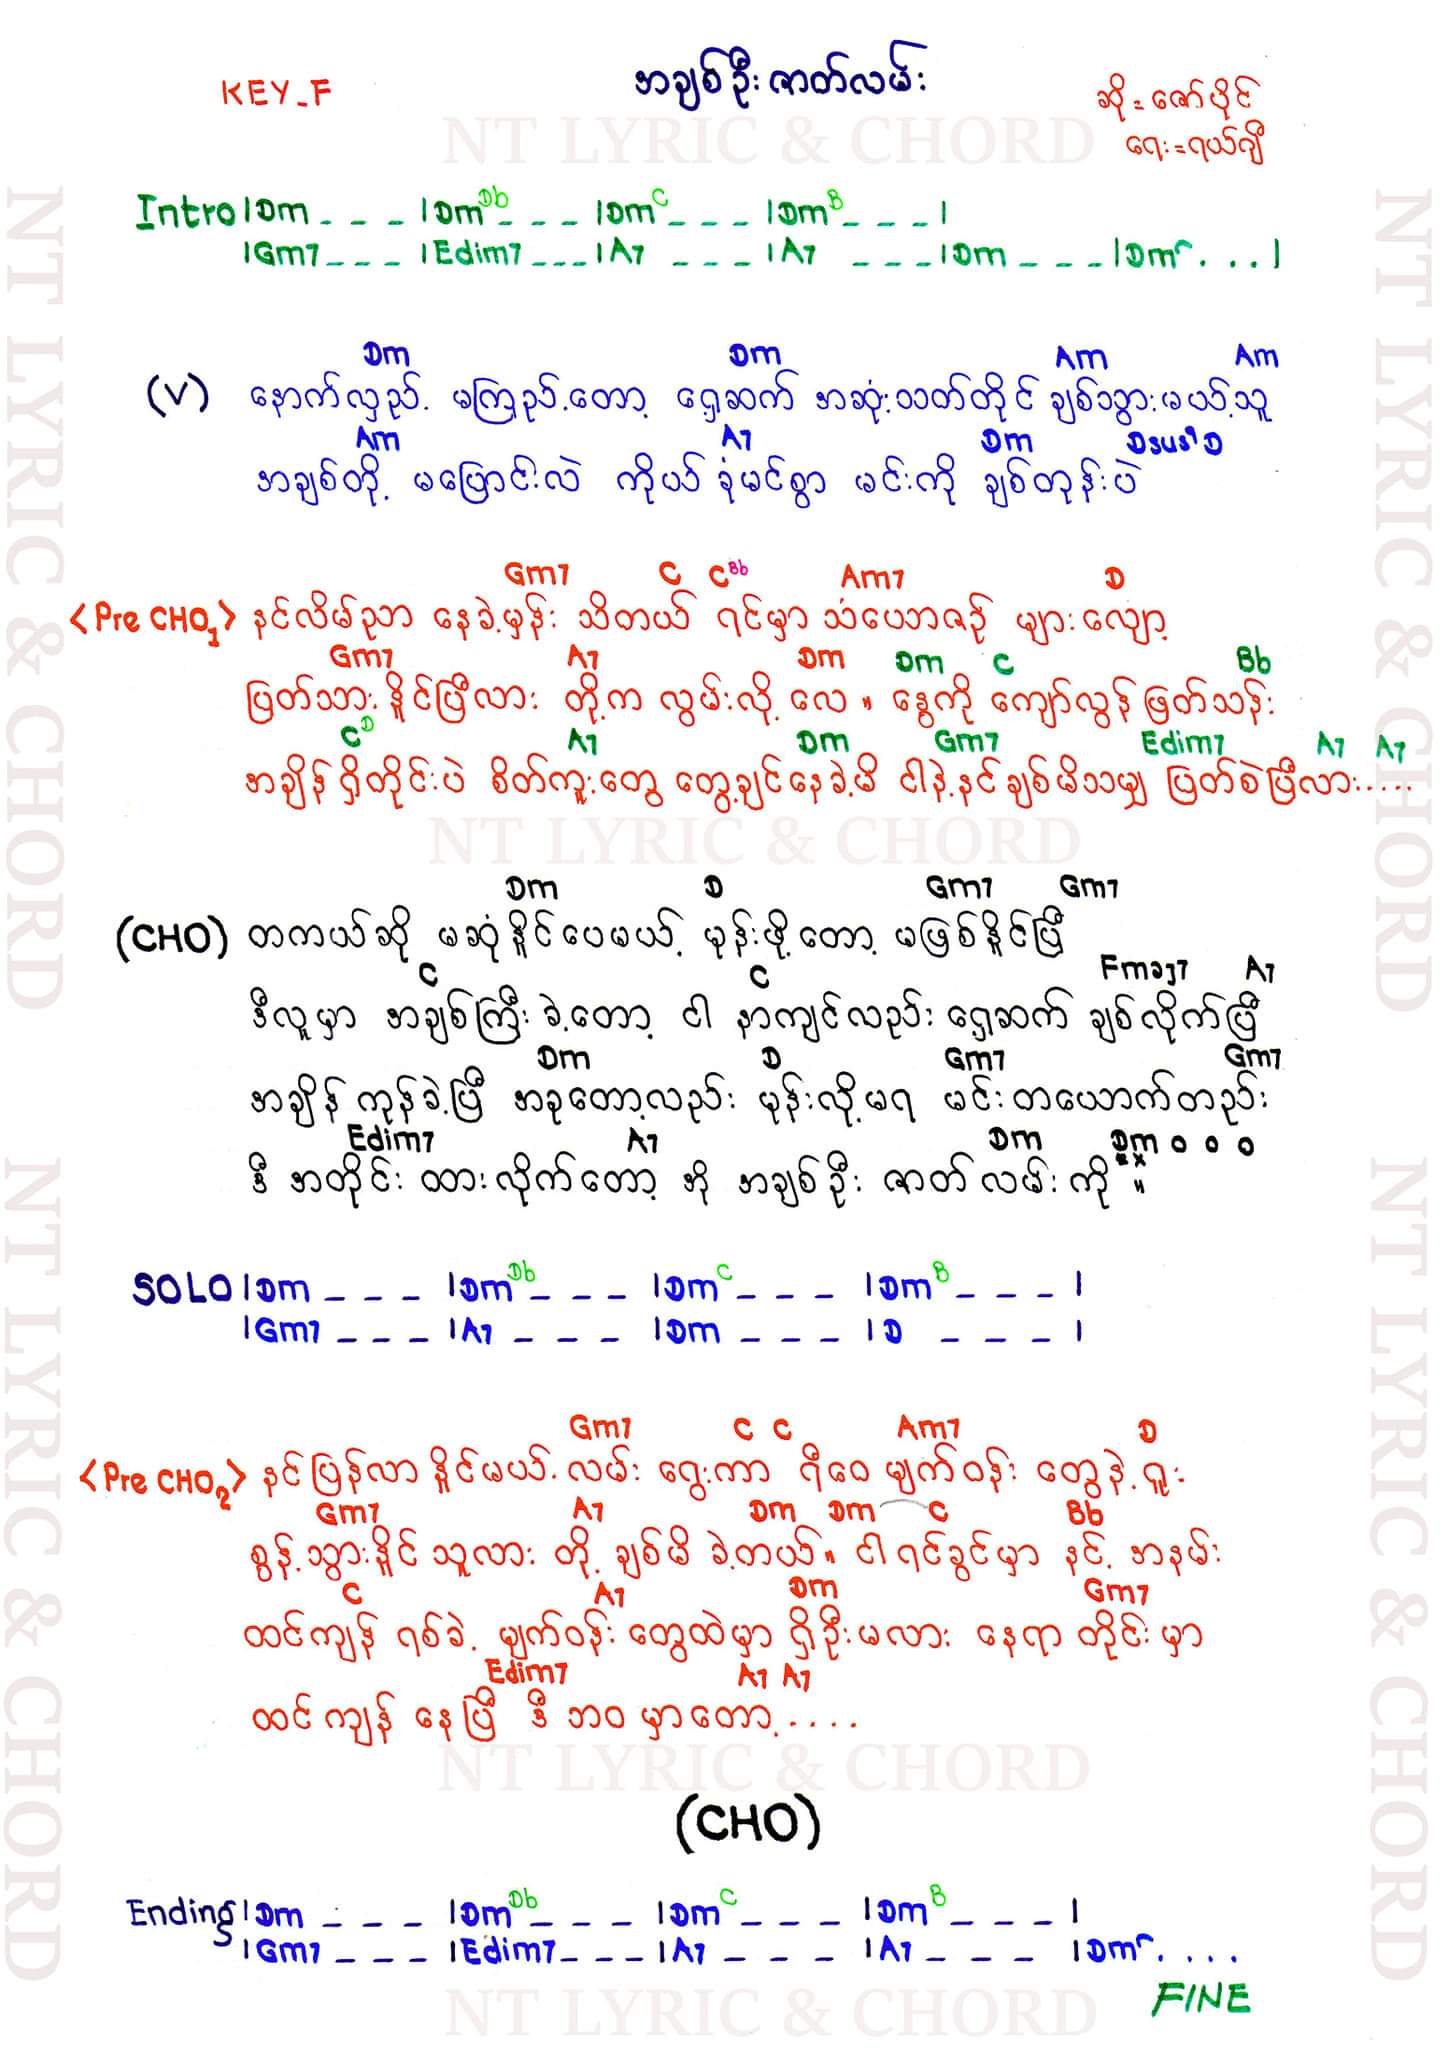 KEY_F
အချစ်ဦးဇာတ်လမ်း
ဆို = ဇော်ပိုင်
ရေး = ရယ်ဂျီ
NT LYRIC & CHORD
Intro |Dm _ _ _ |Dm Db _ _ _ |Dm C _ _ _ |Dm B _ _ _ |
|Gm7 _ _ _ |Edim7 _ _ _ |A7 _ _ _ |A7 _ _ _ |Dm _ _ _ |Dm . . . |
Dm Dm Am Am
(V) နောက်လှည့် မကြည့်တော့ ရှေ့ဆက် အဆုံးသတ်တိုင် ချစ်သွားမယ့်သူ
Am A7 Dm Dsus4 D
အချစ်တို့ မပြောင်းလဲ ကိုယ် ခုံမင်စွာ မင်းကို ချစ်တုန်းပဲ
Gm7 C C Bb Am7 D
<Pre CHO1> နင်လိမ်ညာ နေခဲ့မှန်း သိတယ် ရင်မှာ သံယောဇဉ် များလျော့
Gm7 A7 Dm Dm C Bb
ပြတ်သားနိုင်ပြီလား တို့က လွမ်းလို့ လေ။ နွေကို ကျော်လွန် ဖြတ်သန်း
C D A7 Dm Gm7 Edim7 A7 A7
အချိန် ရှိတိုင်းပဲ စိတ်ကူးတွေ တွေ့ချင်နေခဲ့မိ ငါနဲ့နင် ချစ်မိသမျှ ပြတ်စဲပြီလား.....
NT LYRIC & CHORD
Dm D Gm7 Gm7
(CHO) တကယ်ဆို မဆုံနိုင်ပေမယ့် မုန်းဖို့တော့ မဖြစ်နိုင်ပြီ
C C Fmaj7 A7
ဒီလူမှာ အချစ်ကြီးခဲ့တော့ ငါ နာကျင်လည်း ရှေ့ဆက် ချစ်လိုက်ပြီ
Dm D Gm7 Gm7
အချိန် ကုန်ခဲ့ပြီ အခုတော့လည်း မုန်းလို့မရ မင်းတယောက်တည်း
Edim7 A7 Dm Dm o o o
ဒီ အတိုင်း ထားလိုက်တော့ အို အချစ်ဦး ဇာတ်လမ်းကို။
SOLO |Dm _ _ _ |Dm Db _ _ _ |Dm C _ _ _ |Dm B _ _ _ |
|Gm7 _ _ _ |A7 _ _ _ |Dm _ _ _ |D _ _ _ |
Gm7 C C Am7 D
<Pre CHO2> နင်ပြန်လာ နိုင်မယ့် လမ်း ရွေးကာ ရီဝေ မျက်ဝန်း တွေနဲ့ ရူး
Gm7 A7 Dm Dm C Bb
စွန့်သွားနိုင်သူလား တို့ ချစ်မိ ခဲ့တယ်။ ငါ ရင်ခွင်မှာ နင့် အနမ်း
C A7 Dm Gm7
ထင်ကျန် ရစ်ခဲ့ မျက်ဝန်း တွေထဲမှာ ရှိဦးမလား နေရာ တိုင်းမှာ
Edim7 A7 A7
ထင်ကျန် နေပြီ ဒီ ဘဝ မှာတော့....
NT LYRIC & CHORD
(CHO)
Ending |Dm _ _ _ |Dm Db _ _ _ |Dm C _ _ _ |Dm B _ _ _ |
|Gm7 _ _ _ |Edim7 _ _ _ |A7 _ _ _ |A7 _ _ _ |Dm . . . .
FINE
NT LYRIC & CHORD
NT LYRIC & CHORD
NT LYRIC & CHORD
NT LYRIC & CHORD
NT LYRIC & CHORD